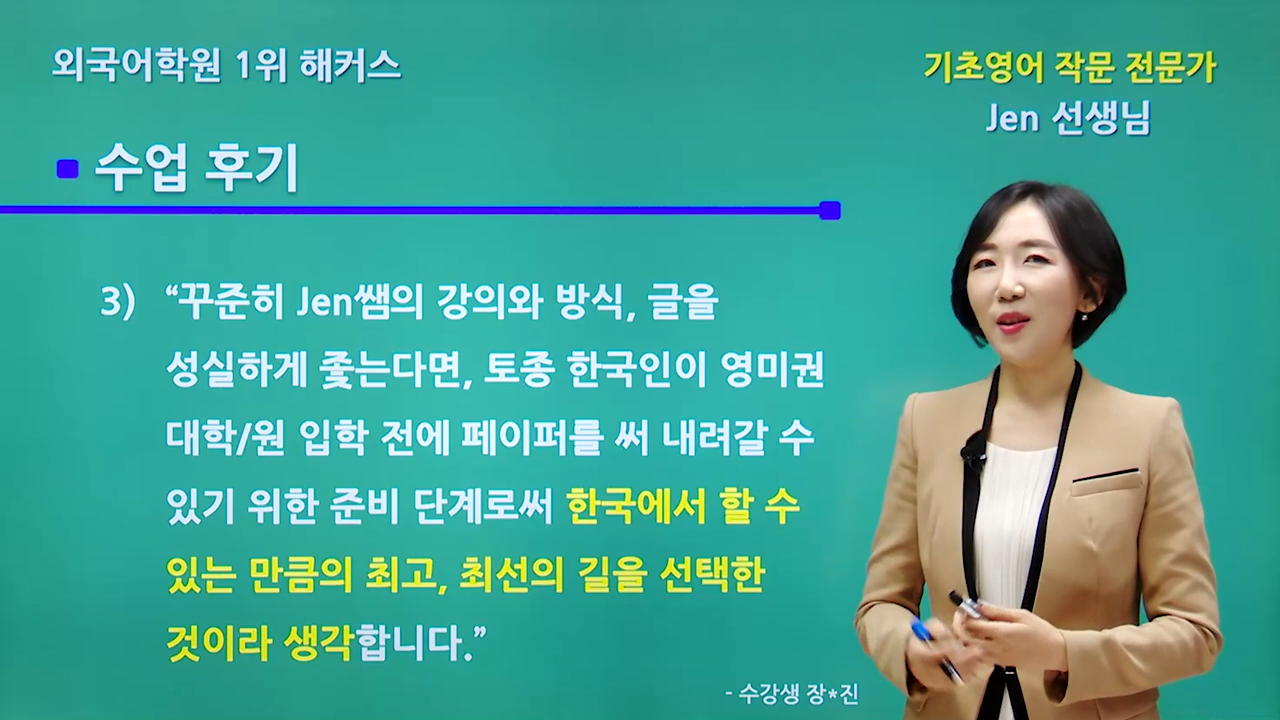 외국어학원 1위 해커스
기초영어 작문 전문가
Jen 선생님
수업 후기
3) “꾸준히 Jen쌤의 강의와 방식, 글을
성실하게 좇는다면, 토종 한국인이 영미권
대학/원 입학 전에 페이퍼를 써 내려갈 수
있기 위한 준비 단계로써 한국에서 할 수
있는 만큼의 최고, 최선의 길을 선택한
것이라 생각합니다.”
- 수강생 장*진